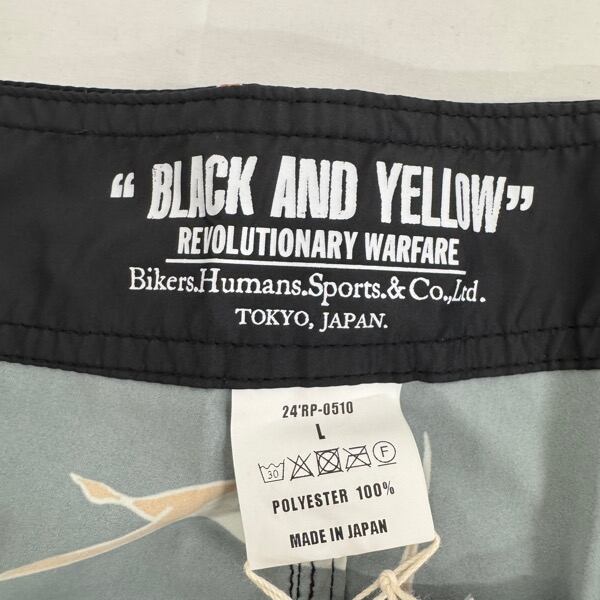 “ BLACK AND YELLOW”
REVOLUTIONARY WARFARE
Bikers.Humans.Sports.& Co.,Ltd.
TOKYO, JAPAN.
24'RP-0510
L
30 F
POLYESTER 100%
MADE IN JAPAN